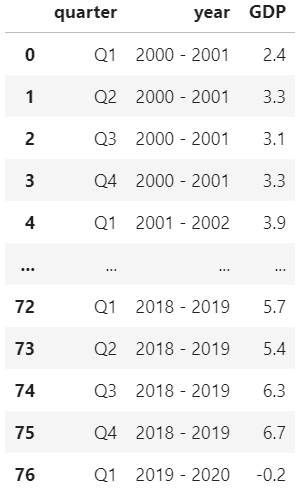 quarter year GDP
0 Q1 2000 - 2001 2.4
1 Q2 2000 - 2001 3.3
2 Q3 2000 - 2001 3.1
3 Q4 2000 - 2001 3.3
4 Q1 2001 - 2002 3.9
... ... ... ...
72 Q1 2018 - 2019 5.7
73 Q2 2018 - 2019 5.4
74 Q3 2018 - 2019 6.3
75 Q4 2018 - 2019 6.7
76 Q1 2019 - 2020 -0.2